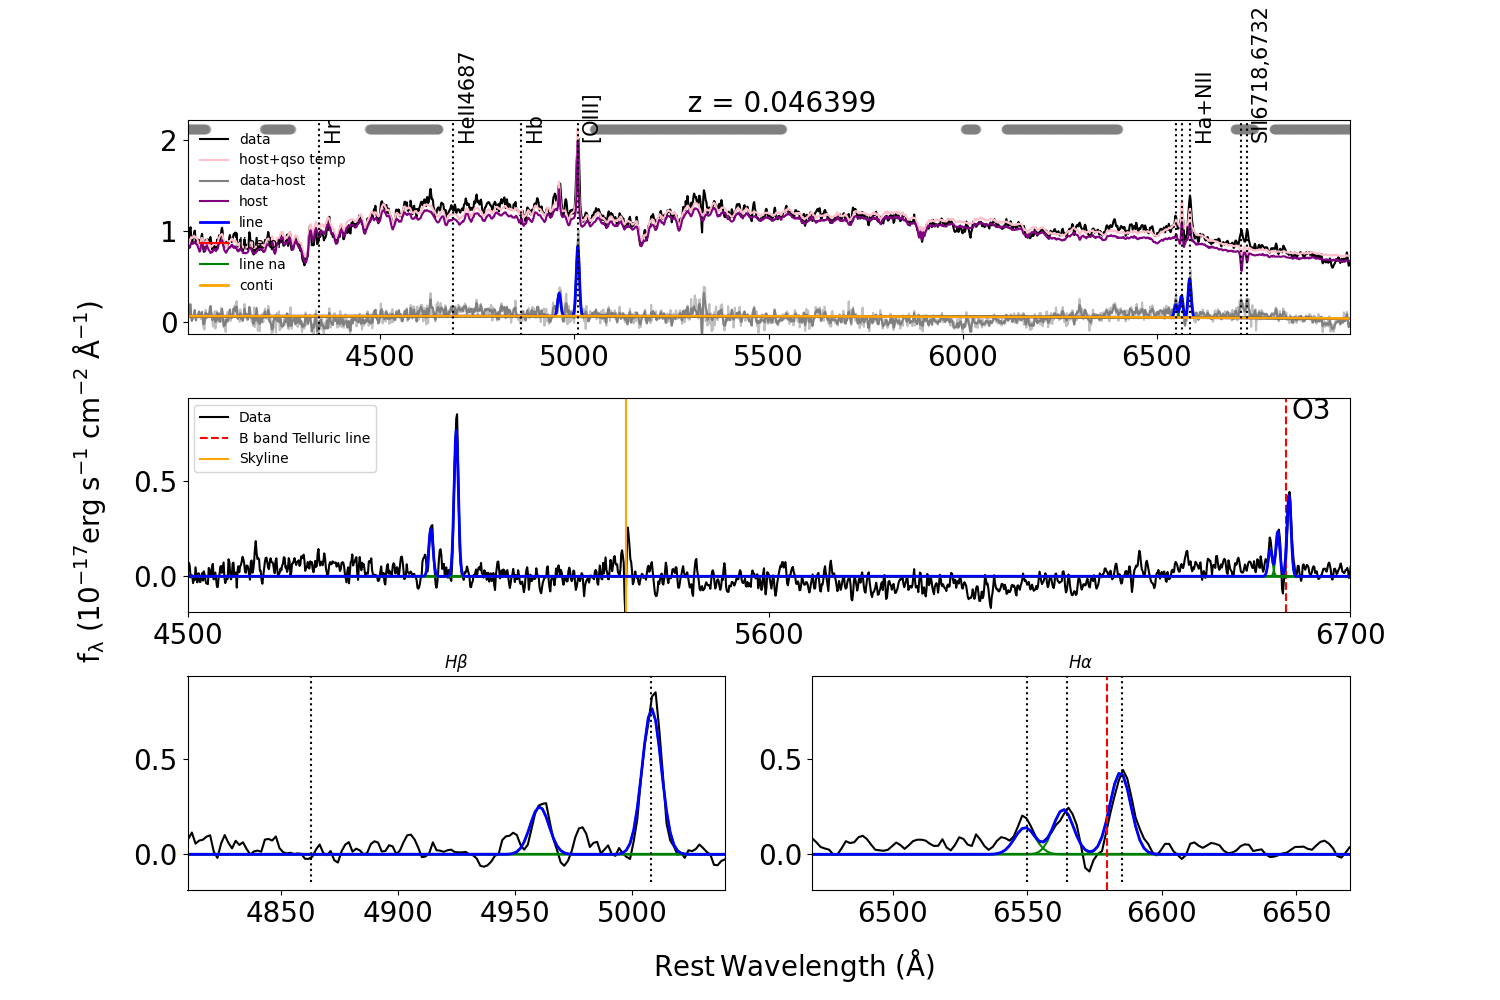 z = 0.046399
Hr
HeII4687
Hb
[OIII]
Ha+NII
SII6718,6732
data
host+qso temp
data-host
host
line
line na
conti
2
1
0
4500 5000 5500 6000 6500
Data
B band Telluric line
Skyline
O3
0.5
0.0
4500 5600 6700
fλ (10⁻¹⁷erg s⁻¹ cm⁻² Å⁻¹)
Hβ
0.5
0.0
4850 4900 4950 5000
Hα
0.5
0.0
6500 6550 6600 6650
Rest Wavelength (Å)